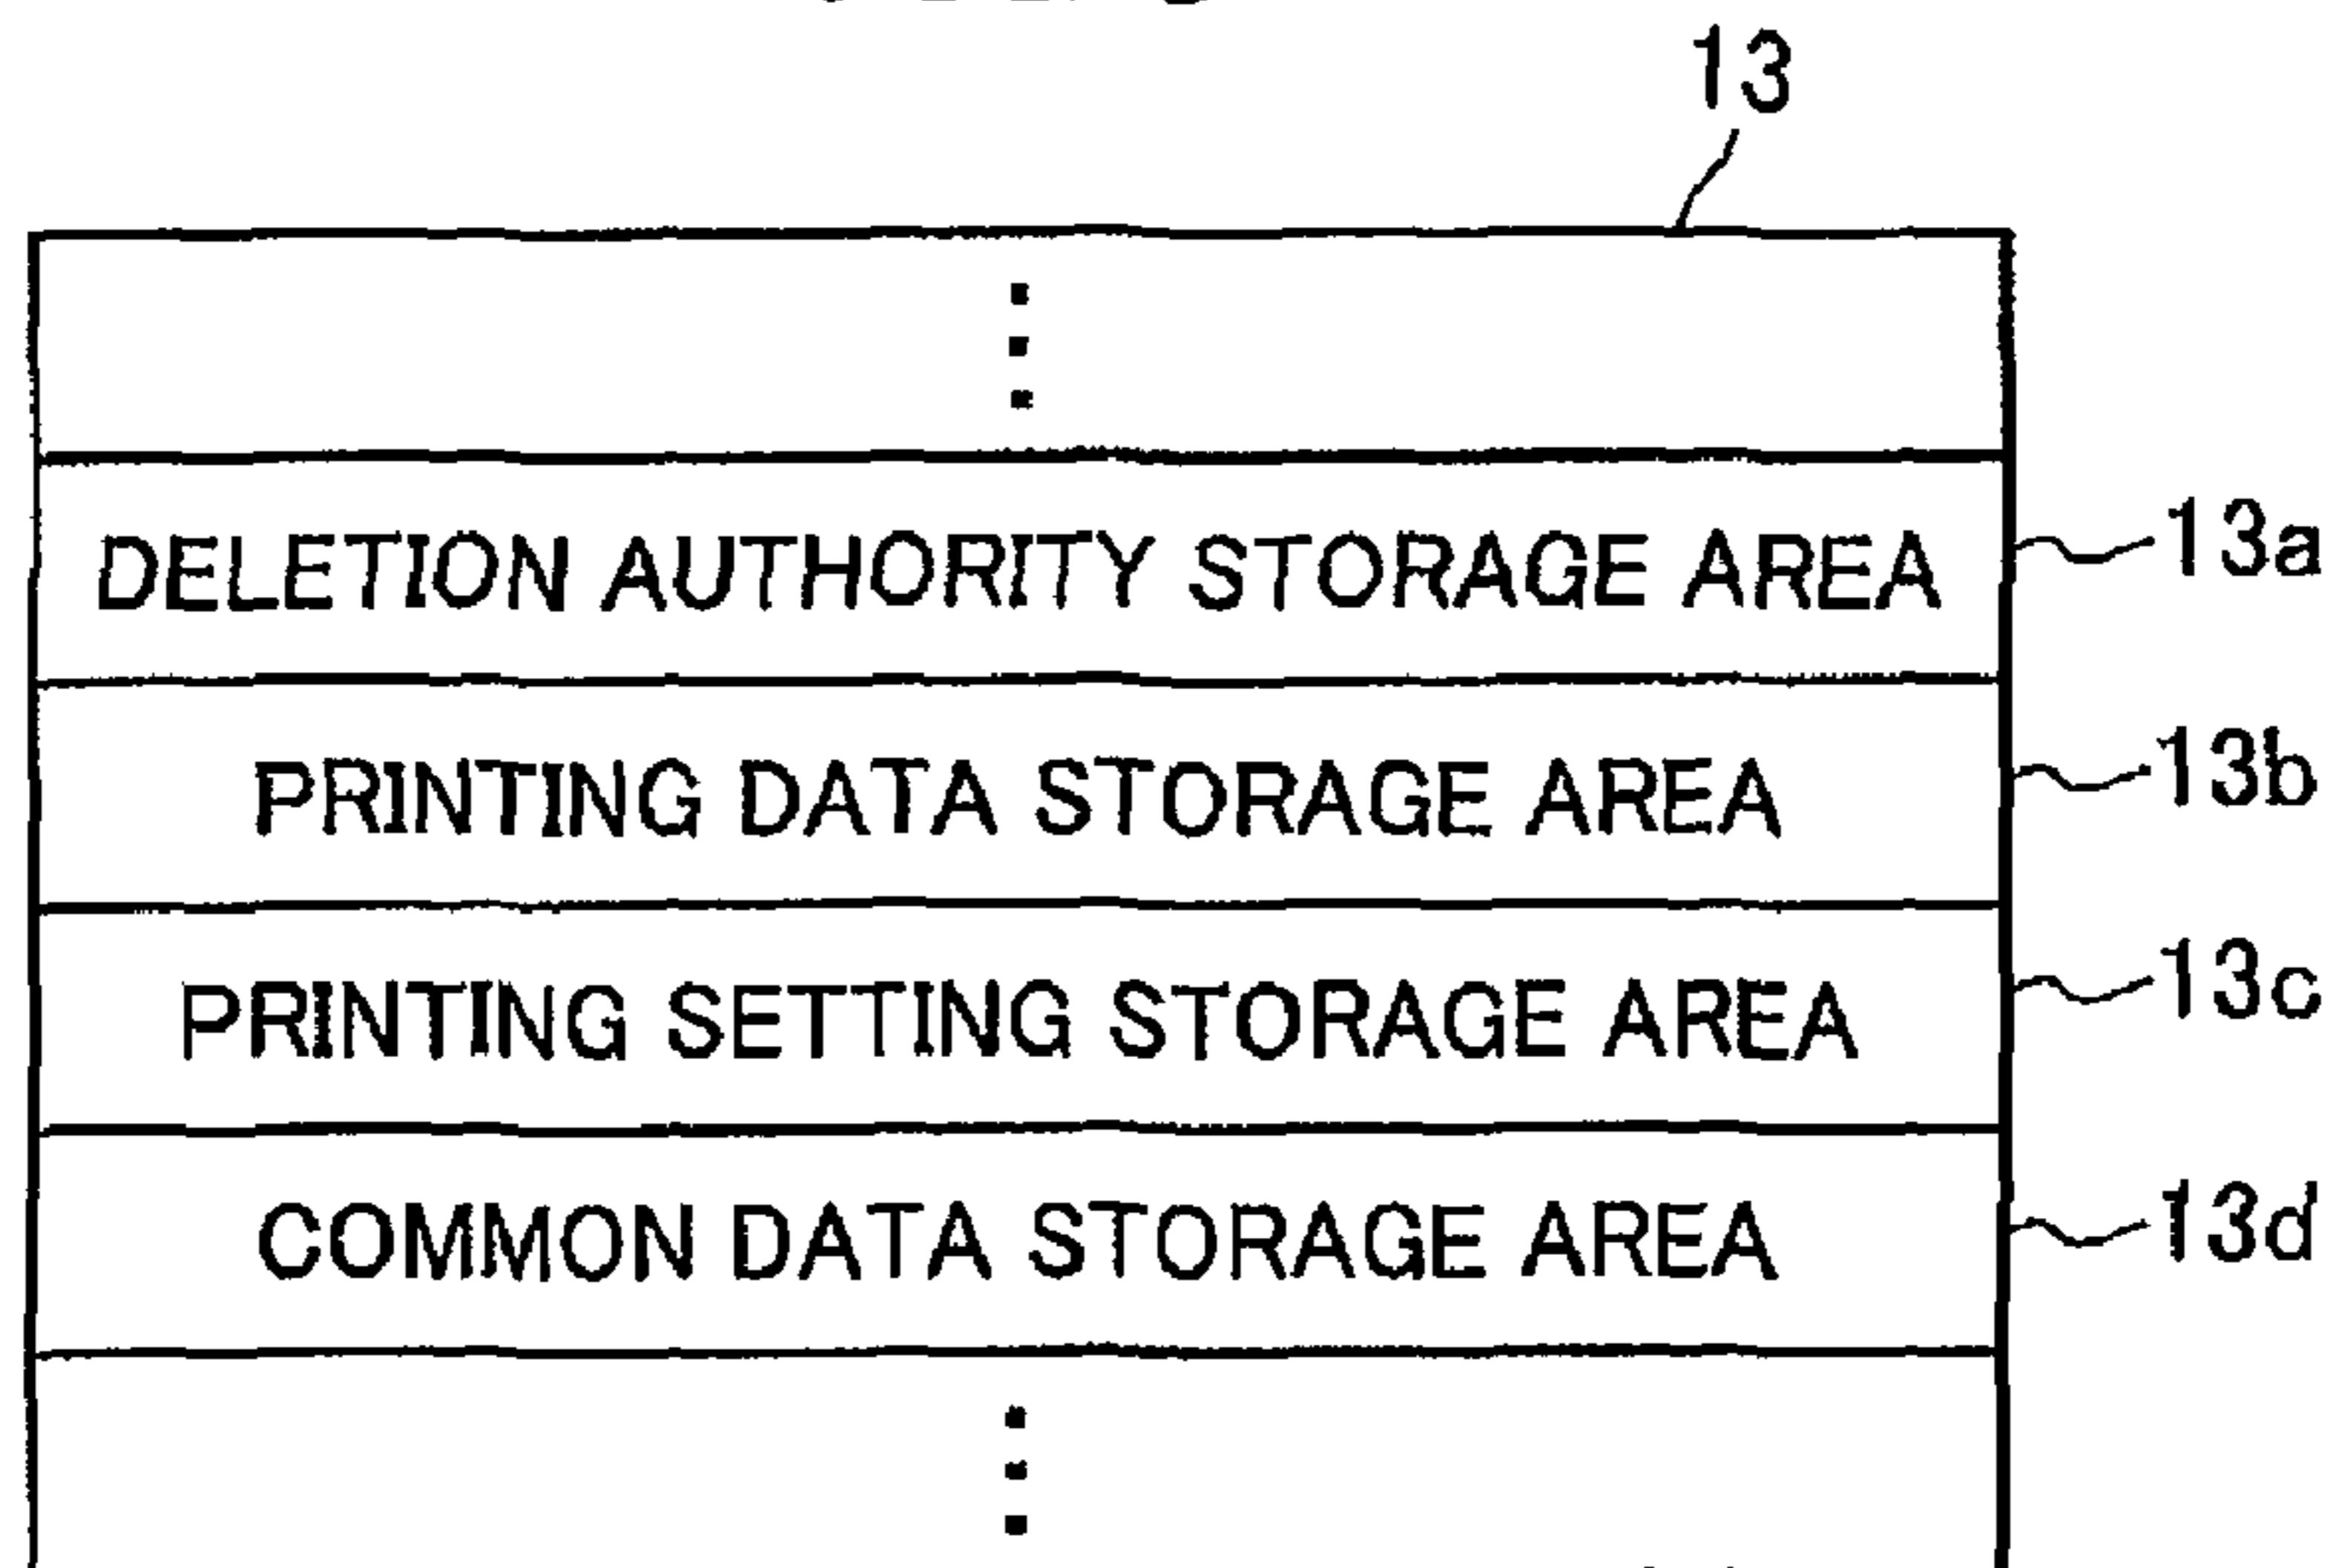 13
DELETION AUTHORITY STORAGE AREA 13a
PRINTING DATA STORAGE AREA 13b
PRINTING SETTING STORAGE AREA 13c
COMMON DATA STORAGE AREA 13d